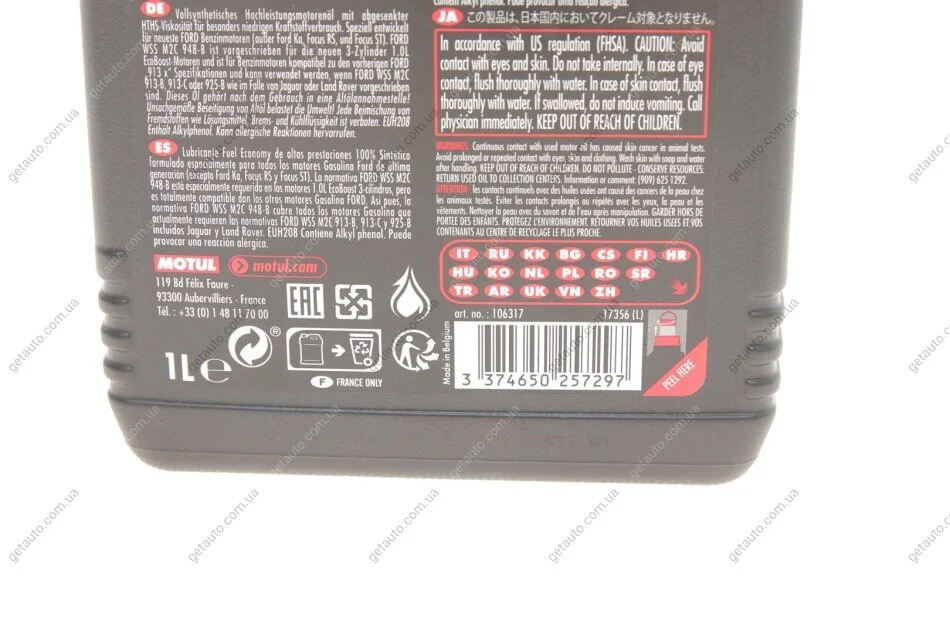 DE Vollsynthetisches Hochleistungsmotorenöl mit abgesenkter
HTHS-Viskosität für besonders niedrigen Kraftstoffverbrauch. Speziell entwickelt
für neueste FORD Benzinmotoren (außer Ford Ka, Focus RS, und Focus ST). FORD
WSS M2C 948-B ist vorgeschrieben für die neuen 3-Zylinder 1.0L
EcoBoost-Motoren und ist für Benzinmotoren kompatibel zu den vorherigen FORD
" 913 x" Spezifikationen und kann verwendet werden, wenn FORD WSS M2C
913-B, 913-C oder 925-B wie im Falle von Jaguar oder Land Rover vorgeschrieben
sind. Dieses Öl gehört nach dem Gebrauch in eine Altölannahmestelle!
Unsachgemäße Beseitigung von Altöl belastet die Umwelt! Jede Beimischung von
Fremdstoffen wie Lösungsmittel, Brems- und Kühlflüssigkeit ist verboten. EUH208
Enthält Alkylphenol. Kann allergische Reaktionen hervorrufen.
ES Lubricante Fuel Economy de altas prestaciones 100% Sintético
formulado especialmente para todos los motores Gasolina Ford de última
generación (excepto Ford Ka, Focus RS y Focus ST). La normativa FORD WSS M2C
948-B esta especialmente requerida en los motores 1.0L EcoBoost 3-cilindros, pero
es totalmente compatible don los otros motores Gasolina FORD. Asi pues, la
normativa FORD WSS M2C 948-B cubre todos los motores Gasolina que
actualmente requieren las normativas FORD WSS M2C 913-B, 913-C y 925-B
incluidos Jaguar y Land Rover. EUH208 Contiene Alkyl phenol. Puede
provocar una reacción alérgica.
MOTUL motul.com
119 Bd Félix Faure -
93300 Aubervilliers - France
Tél. : +33 (0) 1 48 11 70 00
EAC
1L e
®
F FRANCE ONLY
Contém Alkyl phenol. Pode provocar uma reação alérgica.
JA この製品は、日本国内においてクレーム対象となりません。
In accordance with US regulation (FHSA). CAUTION: Avoid
contact with eyes and skin. Do not take internally. In case of eye
contact, flush thoroughly with water. In case of skin contact, flush
thoroughly with water. If swallowed, do not induce vomiting. Call
physician immediately. KEEP OUT OF REACH OF CHILDREN.
WARNINGS. Continuous contact with used motor oil has caused skin cancer in animal tests.
Avoid prolonged or repeated contact with eyes, skin and clothing. Wash skin with soap and water
after handling. KEEP OUT OF REACH OF CHILDREN. DO NOT POLLUTE - CONSERVE RESOURCES:
RETURN USED OIL TO COLLECTION CENTERS. Information or comment: (909) 625 1292.
ATTENTION les contacts continuels avec des huiles usées ont causé des cancers de la peau chez
les animaux testés. Eviter les contacts prolongés ou répétés avec les yeux, la peau et les
vêtements. Nettoyer la peau avec du savon et de l'eau après manipulation. GARDER HORS DE
PORTEE DES ENFANTS. PROTEGEZ L'ENVIRONNEMENT. RETOURNER VOS HUILES USEES ET VOS
CONTENANTS AU CENTRE DE RECYCLAGE LE PLUS PROCHE.
IT RU KK BG CS FI HR
HU KO NL PL RO SR
TR AR UK VN ZH
art. no. : 106317 17356 (L)
Made in Belgium
3 374650 257297
PEEL HERE
getauto.com.ua